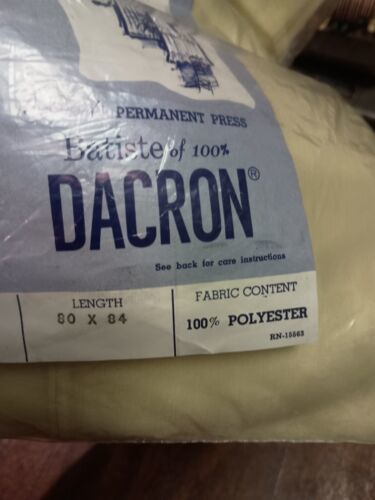 PERMANENT PRESS
Batiste of 100%
DACRON®
See back for care instructions
LENGTH
80 X 84
FABRIC CONTENT
100% POLYESTER
RN-15563